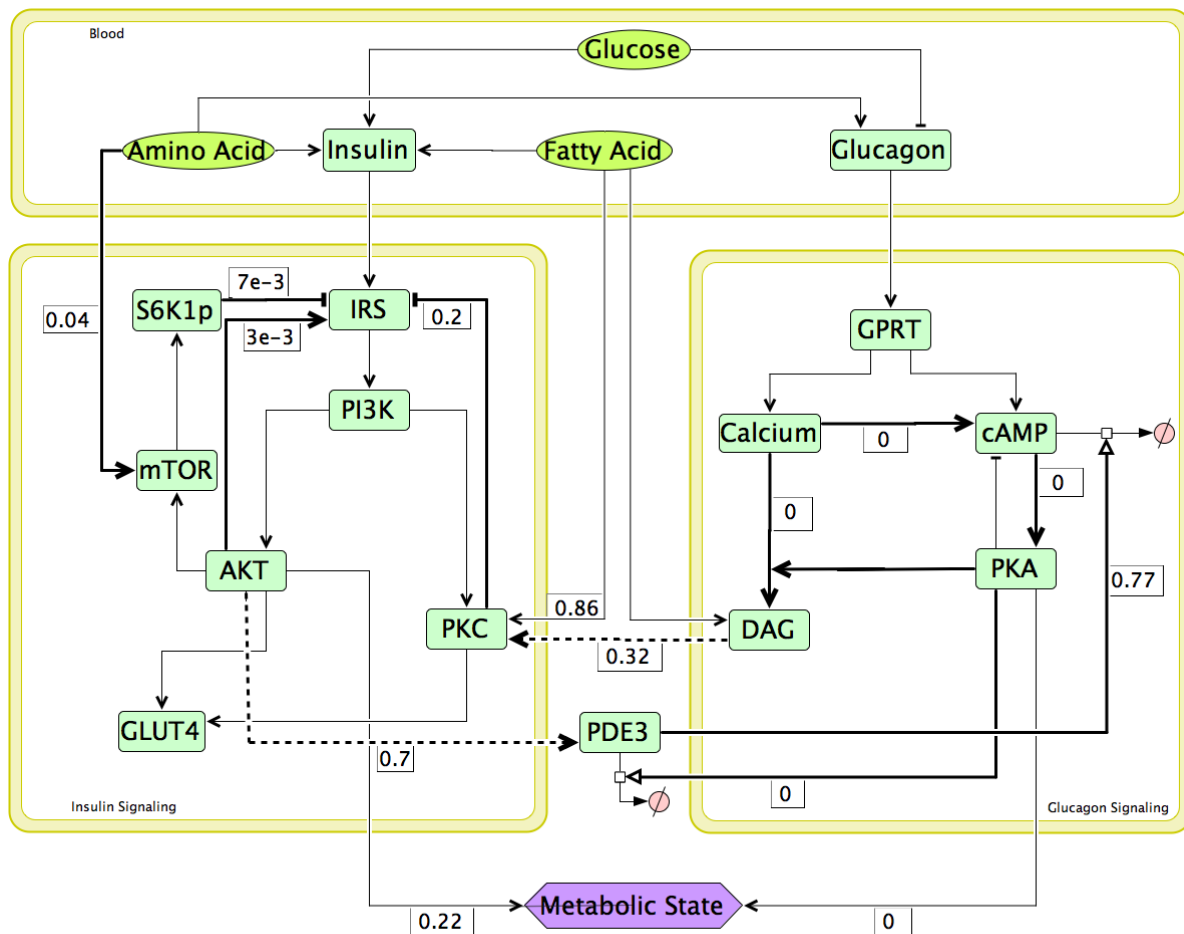 Blood
Glucose
Amino Acid
Insulin
Fatty Acid
Glucagon
7e-3
S6K1p
IRS
0.2
0.04
3e-3
GPRT
PI3K
Calcium
0
cAMP
mTOR
0
0
AKT
PKA
0.77
0.86
PKC
DAG
0.32
GLUT4
PDE3
0.7
0
Insulin Signaling
Glucagon Signaling
Metabolic State
0.22
0